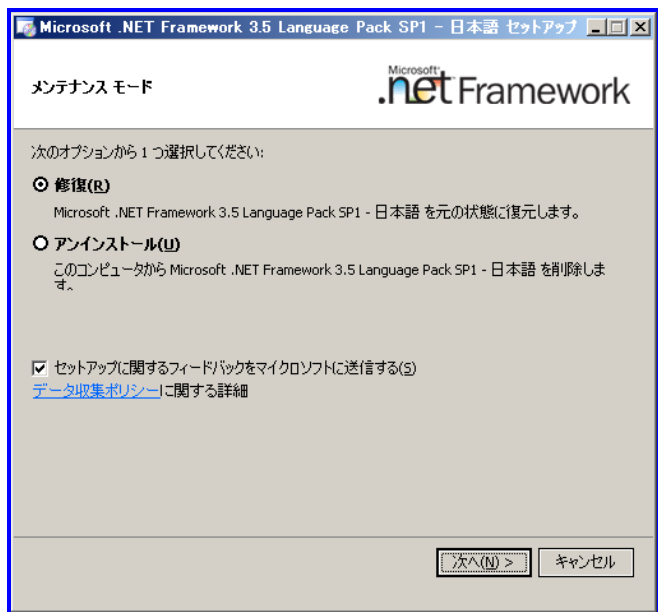 Microsoft .NET Framework 3.5 Language Pack SP1 - 日本語 セットアップ
メンテナンス モード
Microsoft
.net Framework
次のオプションから 1 つ選択してください:
修復(R)
Microsoft .NET Framework 3.5 Language Pack SP1 - 日本語 を元の状態に復元します。
アンインストール(U)
このコンピュータから Microsoft .NET Framework 3.5 Language Pack SP1 - 日本語 を削除しま
す。
セットアップに関するフィードバックをマイクロソフトに送信する(S)
データ収集ポリシーに関する詳細
次へ(N) >
キャンセル